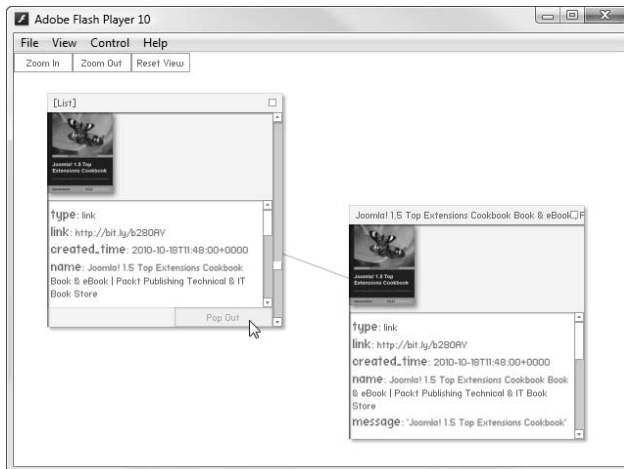 Adobe Flash Player 10
File View Control Help
Zoom In Zoom Out Reset View
[List]
Joomla! 1.5 Top
Extensions Cookbook
type: link
link: http://bit.ly/b280AV
created_time: 2010-10-18T11:48:00+0000
name: Joomla! 1.5 Top Extensions Cookbook
Book & eBook | Packt Publishing Technical & IT
Book Store
Pop Out
Joomla! 1.5 Top Extensions Cookbook Book & eBook
Joomla! 1.5 Top
Extensions Cookbook
type: link
link: http://bit.ly/b280AV
created_time: 2010-10-18T11:48:00+0000
name: Joomla! 1.5 Top Extensions Cookbook Book
& eBook | Packt Publishing Technical & IT Book
Store
message: 'Joomla! 1.5 Top Extensions Cookbook'